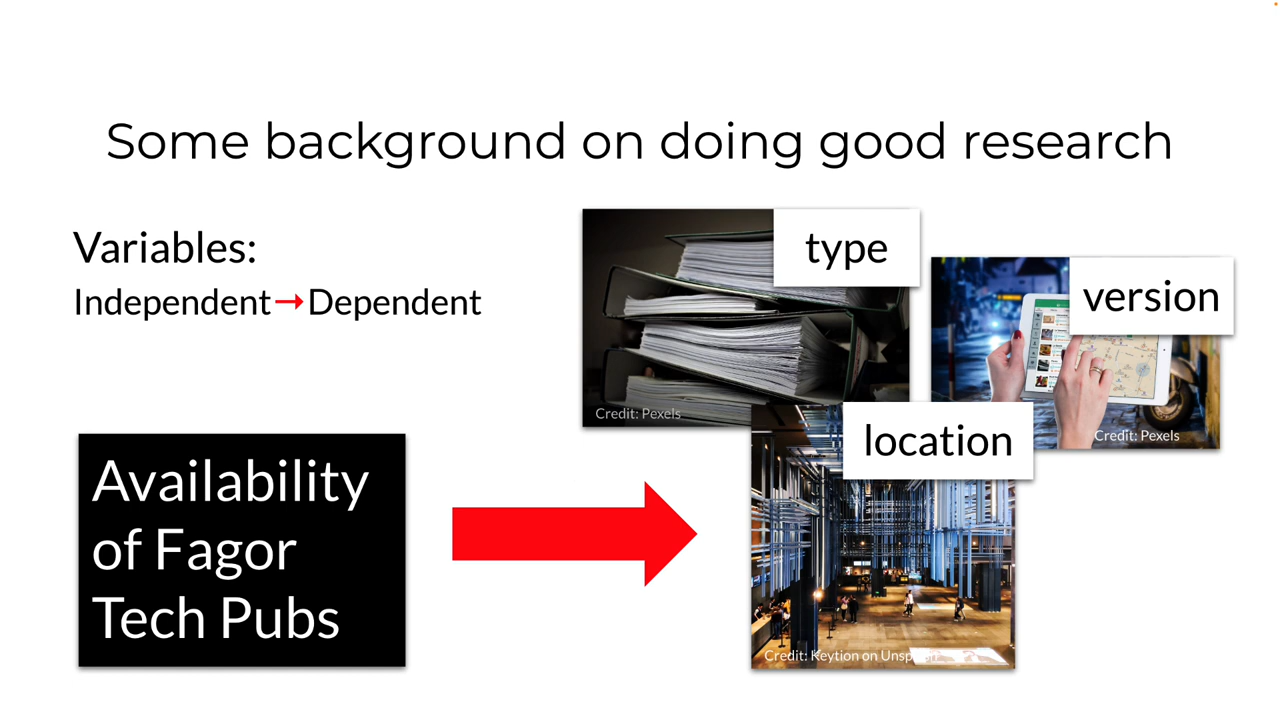 Some background on doing good research
Variables:
Independent→Dependent
type
version
Credit: Pexels
Credit: Pexels
location
Availability
of Fagor
Tech Pubs
Credit: Keytion on Unsplash